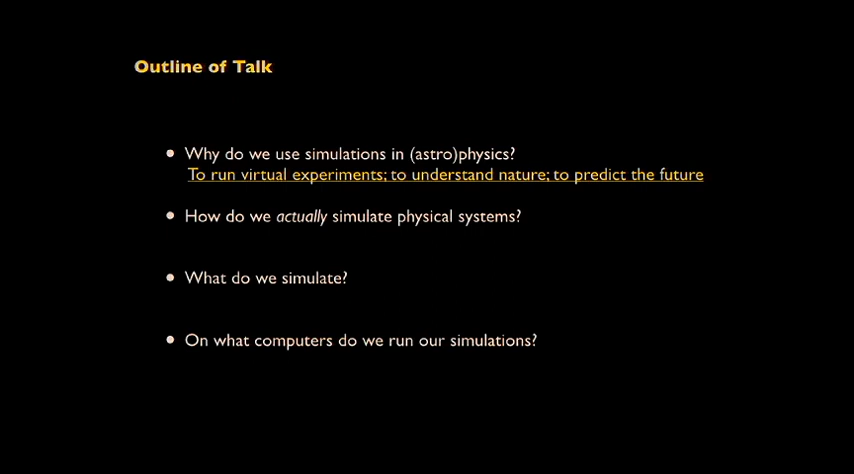 Outline of Talk
• Why do we use simulations in (astro)physics?
To run virtual experiments; to understand nature; to predict the future
• How do we actually simulate physical systems?
• What do we simulate?
• On what computers do we run our simulations?